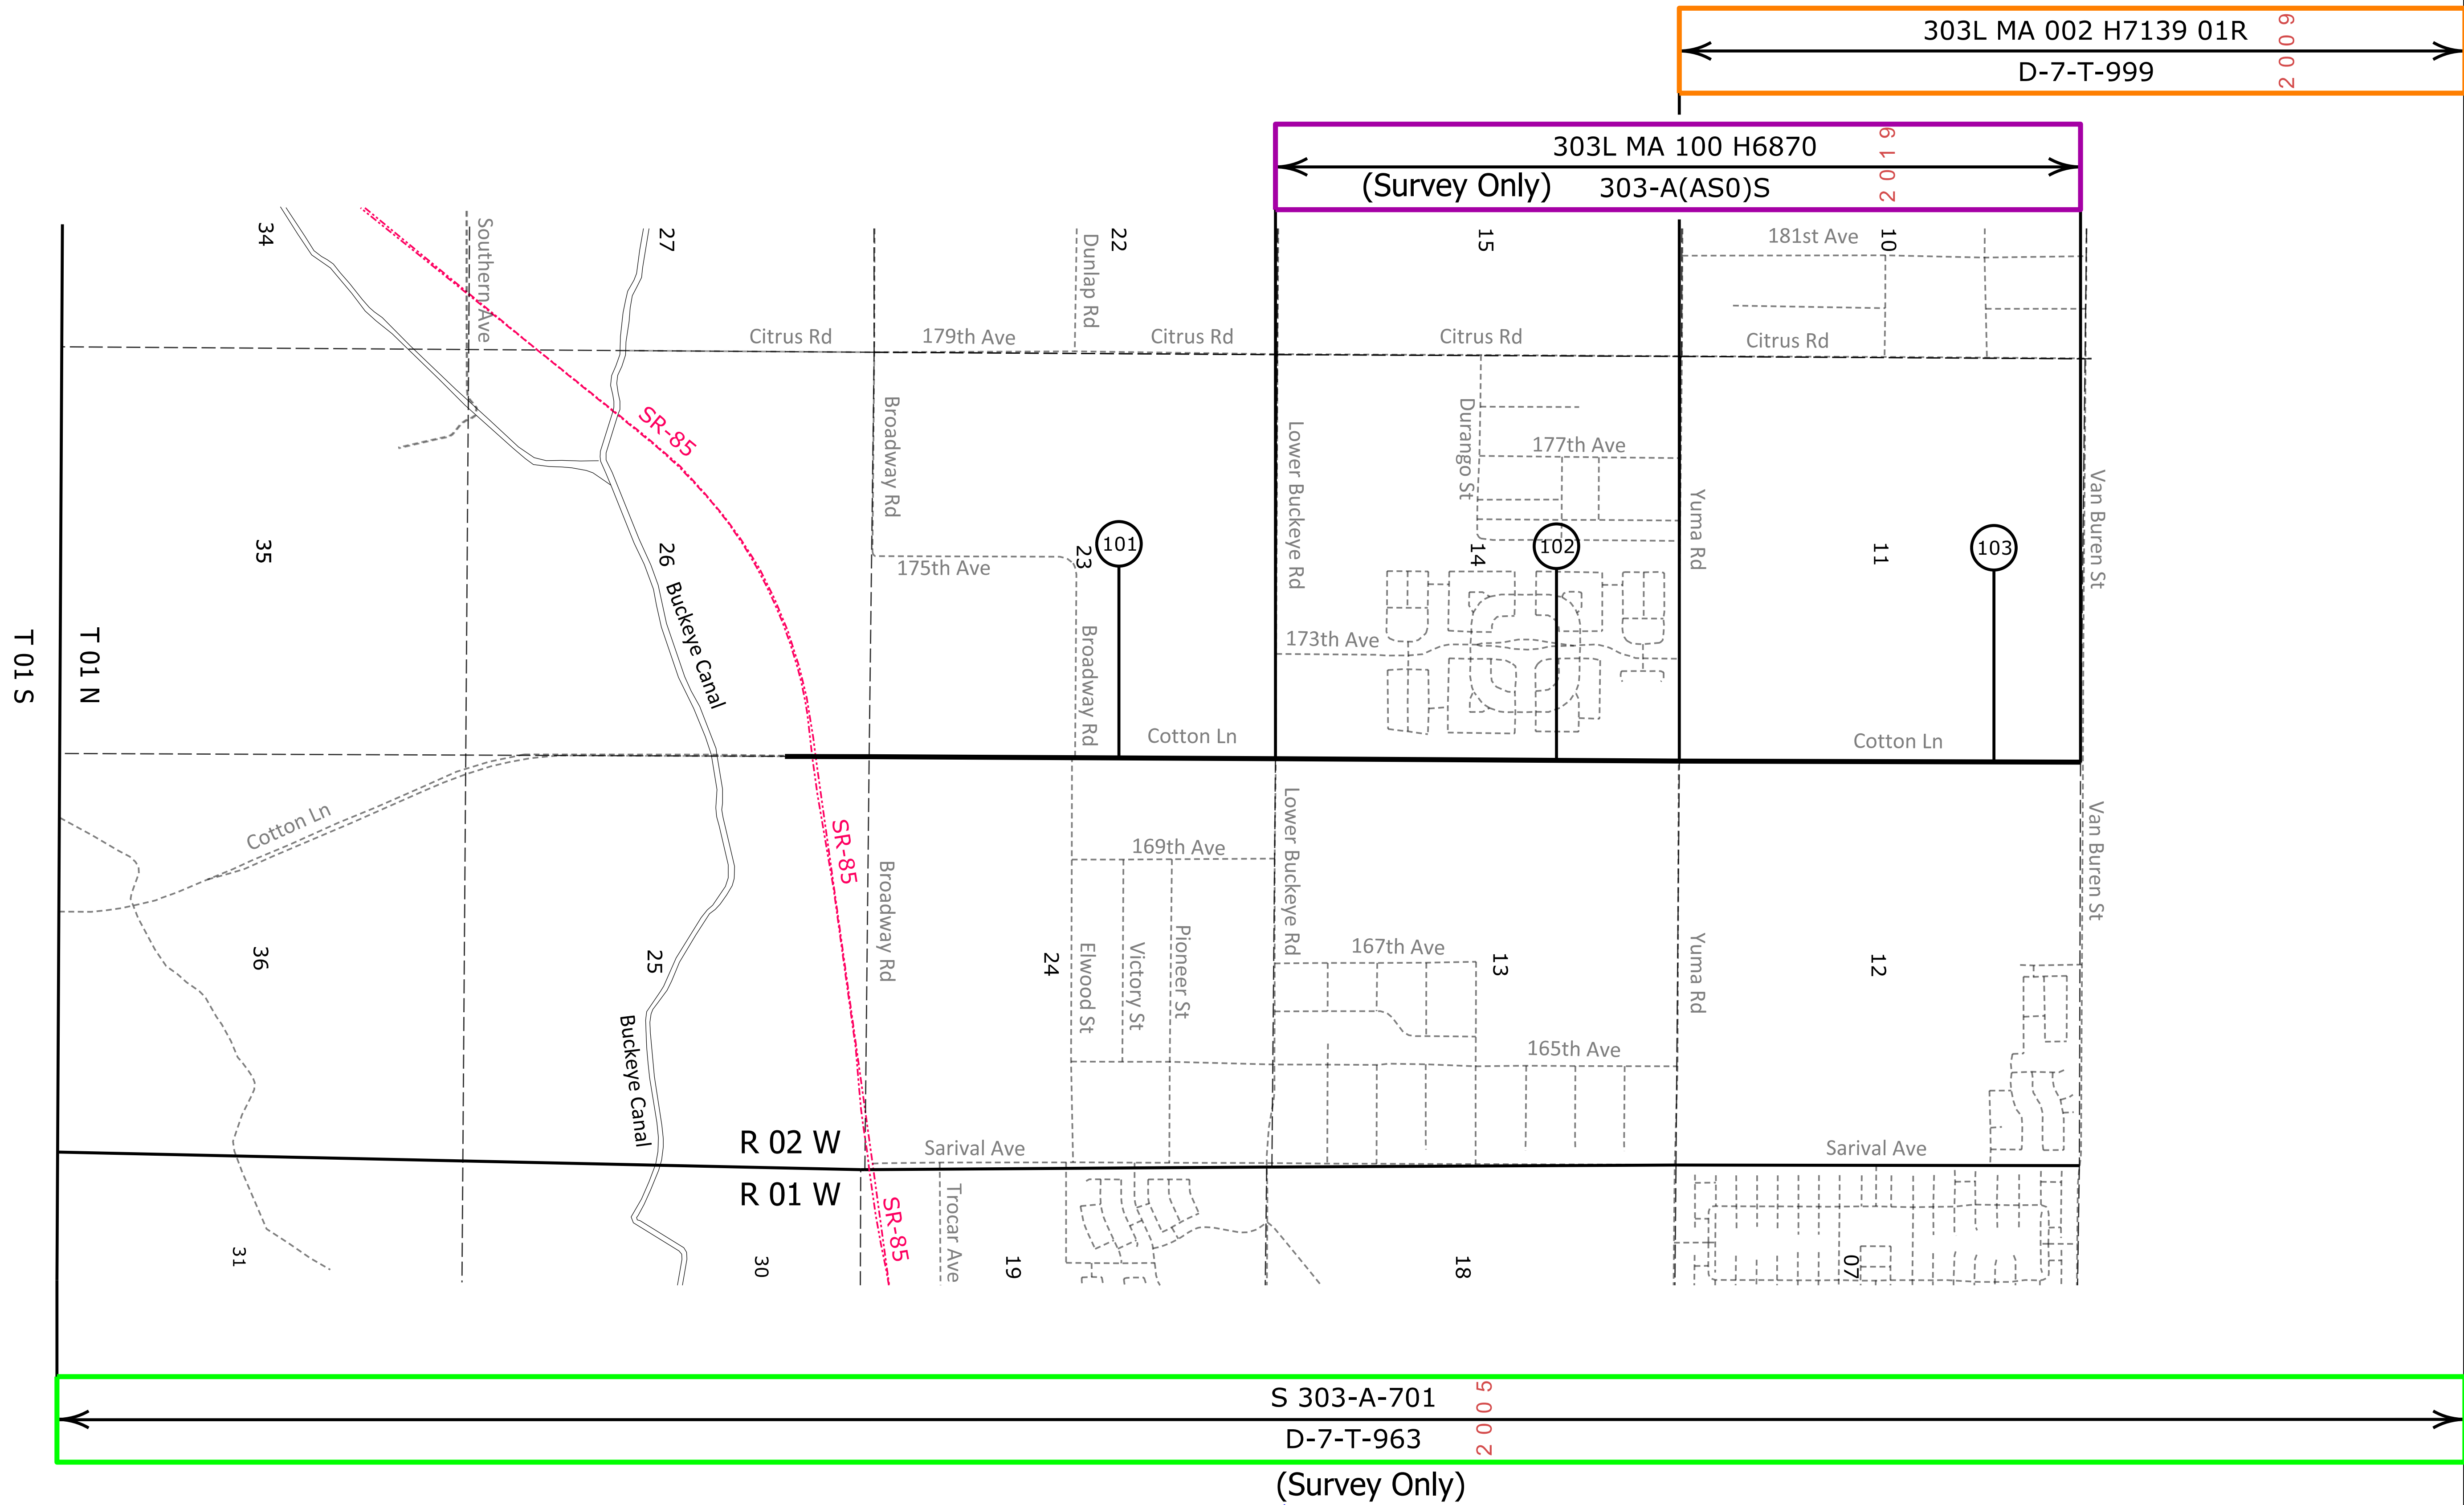 303L MA 002 H7139 01R
D-7-T-999
2009
303L MA 100 H6870
(Survey Only) 303-A(AS0)S
2019
34
Southern Ave
27
22
Dunlap Rd
15
181st Ave
10
Citrus Rd
179th Ave
Citrus Rd
Citrus Rd
Citrus Rd
SR-85
Broadway Rd
Lower Buckeye Rd
Durango St
177th Ave
Yuma Rd
Van Buren St
35
26
Buckeye Canal
175th Ave
23
101
14
102
11
103
T 01 S
T 01 N
Broadway Rd
173th Ave
Cotton Ln
Cotton Ln
Cotton Ln
SR-85
Broadway Rd
169th Ave
Lower Buckeye Rd
Van Buren St
36
25
24
Elwood St
Victory St
Pioneer St
167th Ave
13
Yuma Rd
12
Buckeye Canal
165th Ave
R 02 W
Sarival Ave
Sarival Ave
R 01 W
SR-85
Trocar Ave
31
30
19
18
07
S 303-A-701
D-7-T-963
2005
(Survey Only)